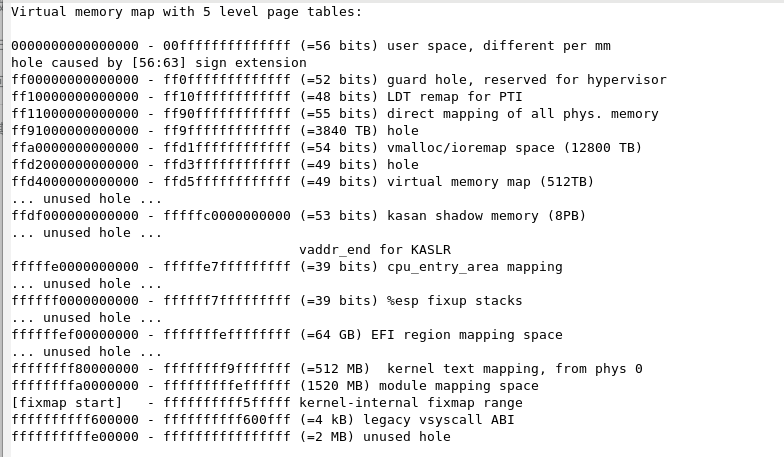 Virtual memory map with 5 level page tables:
0000000000000000 - 00ffffffffffffff (=56 bits) user space, different per mm
hole caused by [56:63] sign extension
ff00000000000000 - ff0fffffffffffff (=52 bits) guard hole, reserved for hypervisor
ff10000000000000 - ff10ffffffffffff (=48 bits) LDT remap for PTI
ff11000000000000 - ff90ffffffffffff (=55 bits) direct mapping of all phys. memory
ff91000000000000 - ff9fffffffffffff (=3840 TB) hole
ffa0000000000000 - ffd1ffffffffffff (=54 bits) vmalloc/ioremap space (12800 TB)
ffd2000000000000 - ffd3ffffffffffff (=49 bits) hole
ffd4000000000000 - ffd5ffffffffffff (=49 bits) virtual memory map (512TB)
... unused hole ...
ffdf000000000000 - fffffc0000000000 (=53 bits) kasan shadow memory (8PB)
... unused hole ...
vaddr_end for KASLR
fffffe0000000000 - fffffe7fffffffff (=39 bits) cpu_entry_area mapping
... unused hole ...
ffffff0000000000 - ffffff7fffffffff (=39 bits) %esp fixup stacks
... unused hole ...
ffffffef00000000 - fffffffeffffffff (=64 GB) EFI region mapping space
... unused hole ...
ffffffff80000000 - ffffffff9fffffff (=512 MB)  kernel text mapping, from phys 0
ffffffffa0000000 - fffffffffeffffff (1520 MB) module mapping space
[fixmap start]   - ffffffffff5fffff kernel-internal fixmap range
ffffffffff600000 - ffffffffff600fff (=4 kB) legacy vsyscall ABI
ffffffffffe00000 - ffffffffffffffff (=2 MB) unused hole